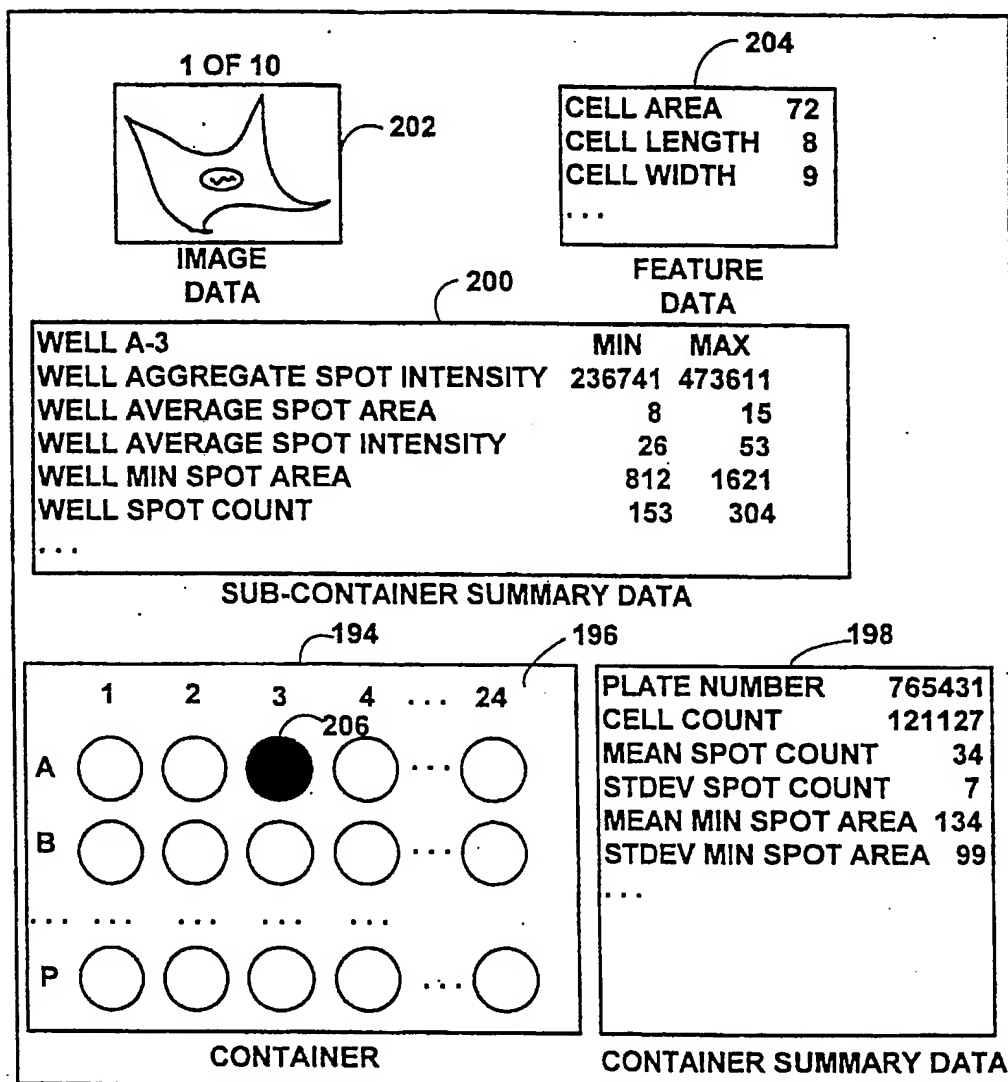 1 OF 10
202
IMAGE
DATA
204
CELL AREA 72
CELL LENGTH 8
CELL WIDTH 9
...
FEATURE
DATA
200
WELL A-3 MIN MAX
WELL AGGREGATE SPOT INTENSITY 236741 473611
WELL AVERAGE SPOT AREA 8 15
WELL AVERAGE SPOT INTENSITY 26 53
WELL MIN SPOT AREA 812 1621
WELL SPOT COUNT 153 304
...
SUB-CONTAINER SUMMARY DATA
194
196
1 2 3 4 ... 24
206
A ...
B ...
... ... ... ... ...
P ...
CONTAINER
198
PLATE NUMBER 765431
CELL COUNT 121127
MEAN SPOT COUNT 34
STDEV SPOT COUNT 7
MEAN MIN SPOT AREA 134
STDEV MIN SPOT AREA 99
...
CONTAINER SUMMARY DATA